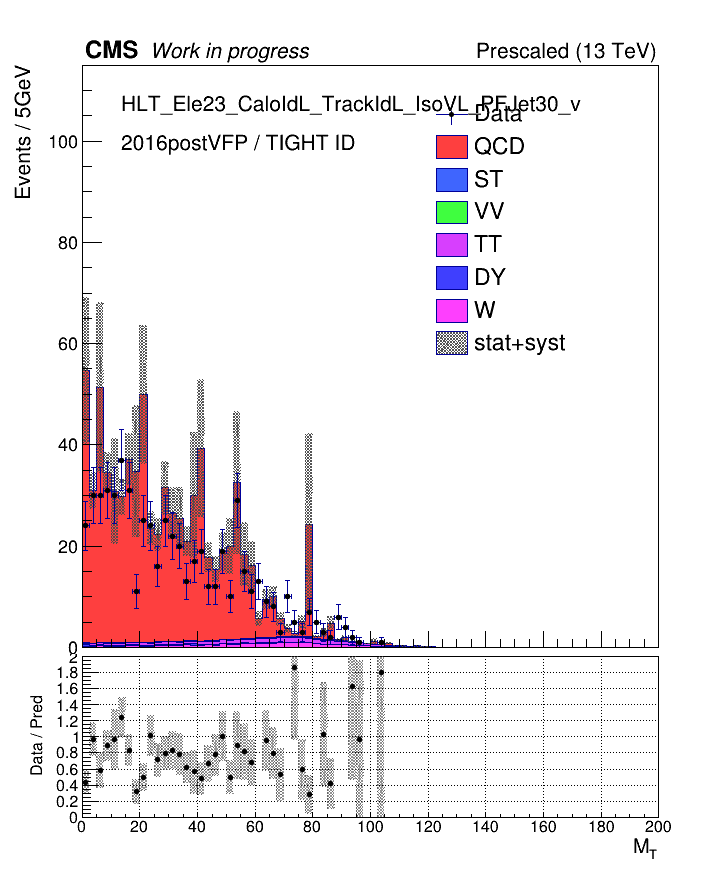 CMS Work in progress Prescaled (13 TeV)
Events / 5GeV
HLT_Ele23_CaloIdL_TrackIdL_IsoVL_PFJet30_v
2016postVFP / TIGHT ID
Data
QCD
ST
VV
TT
DY
W
stat+syst
100
80
60
40
20
0
Data / Pred
2
1.8
1.6
1.4
1.2
1
0.8
0.6
0.4
0.2
0
0 20 40 60 80 100 120 140 160 180 200
M_T